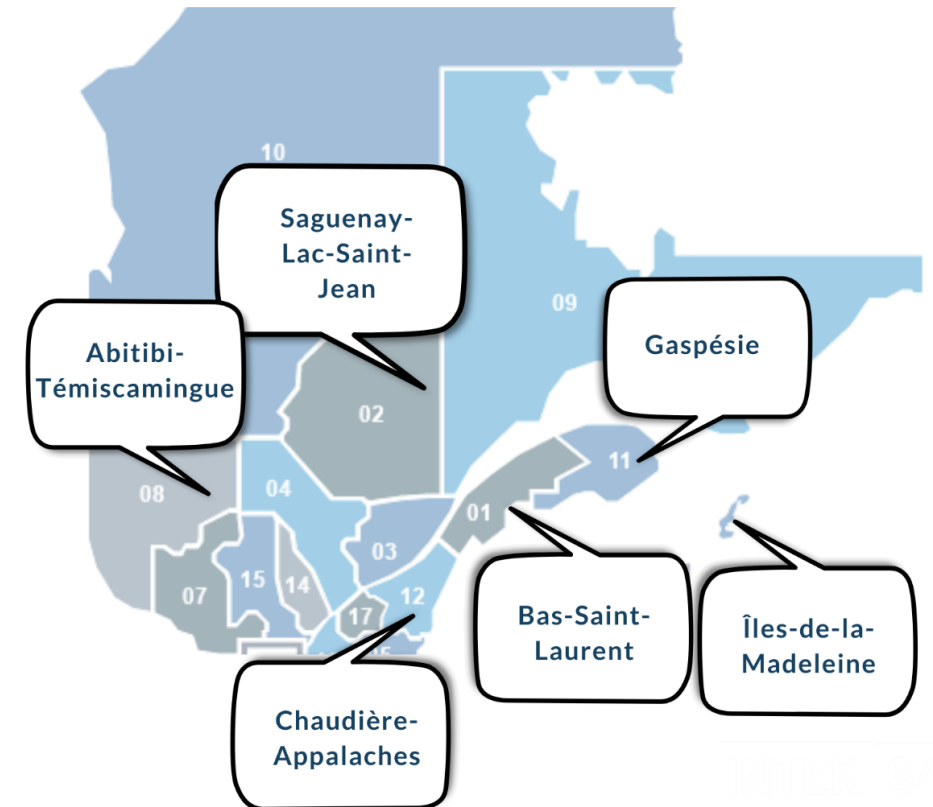 10
Saguenay-
Lac-Saint-
Jean
09
Gaspésie
Abitibi-
Témiscamingue
02
11
08
04
01
03
07
15
14
12
17
Bas-Saint-
Laurent
Îles-de-la-
Madeleine
Chaudière-
Appalaches